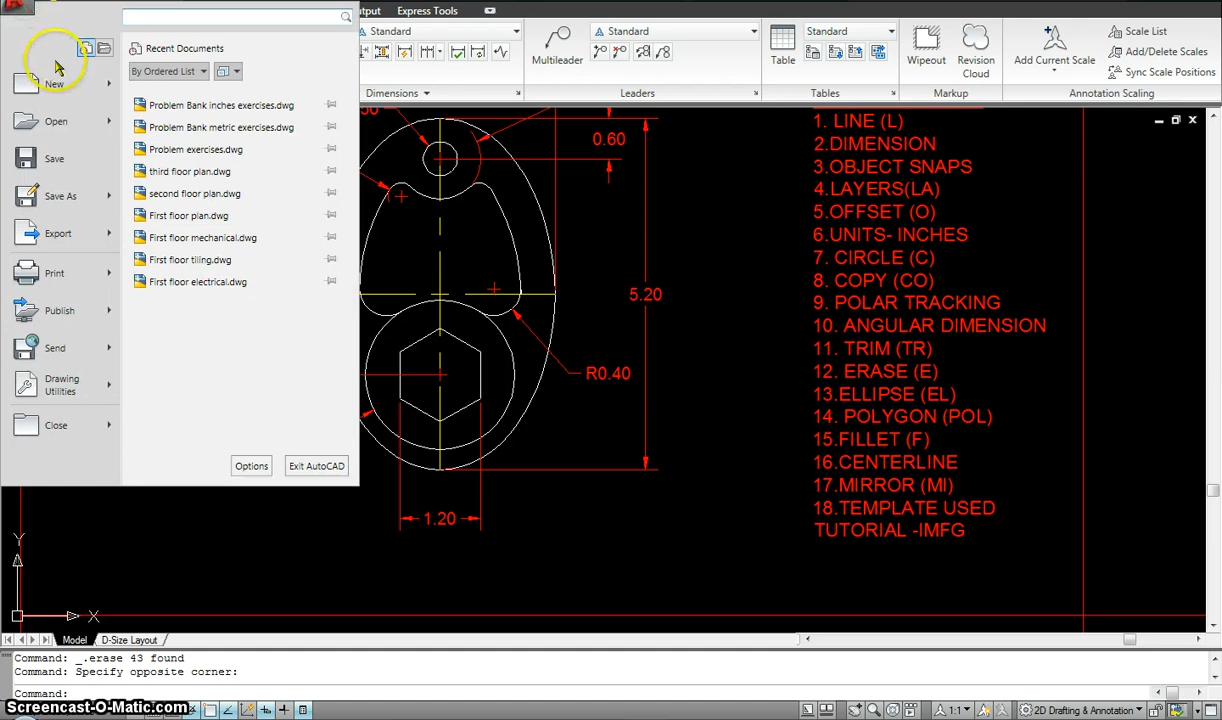 Output
Express Tools
Recent Documents
By Ordered List
New
Open
Save
Save As
Export
Print
Publish
Send
Drawing
Utilities
Close
Problem Bank inches exercises.dwg
Problem Bank metric exercises.dwg
Problem exercises.dwg
third floor plan.dwg
second floor plan.dwg
First floor plan.dwg
First floor mechanical.dwg
First floor tiling.dwg
First floor electrical.dwg
Options
Exit AutoCAD
Standard
Dimensions
Multileader
Standard
Leaders
Table
Standard
Tables
Wipeout
Revision
Cloud
Markup
Add Current Scale
Scale List
Add/Delete Scales
Sync Scale Positions
Annotation Scaling
0.60
5.20
R0.40
1.20
1. LINE (L)
2.DIMENSION
3.OBJECT SNAPS
4.LAYERS(LA)
5.OFFSET (O)
6.UNITS- INCHES
7. CIRCLE (C)
8. COPY (CO)
9. POLAR TRACKING
10. ANGULAR DIMENSION
11. TRIM (TR)
12. ERASE (E)
13.ELLIPSE (EL)
14. POLYGON (POL)
15.FILLET (F)
16.CENTERLINE
17.MIRROR (MI)
18.TEMPLATE USED
TUTORIAL -IMFG
Y
X
Model
D-Size Layout
Command: _.erase 43 found
Command: Specify opposite corner:
Command:
Screencast-O-Matic.com
1:1
2D Drafting & Annotation